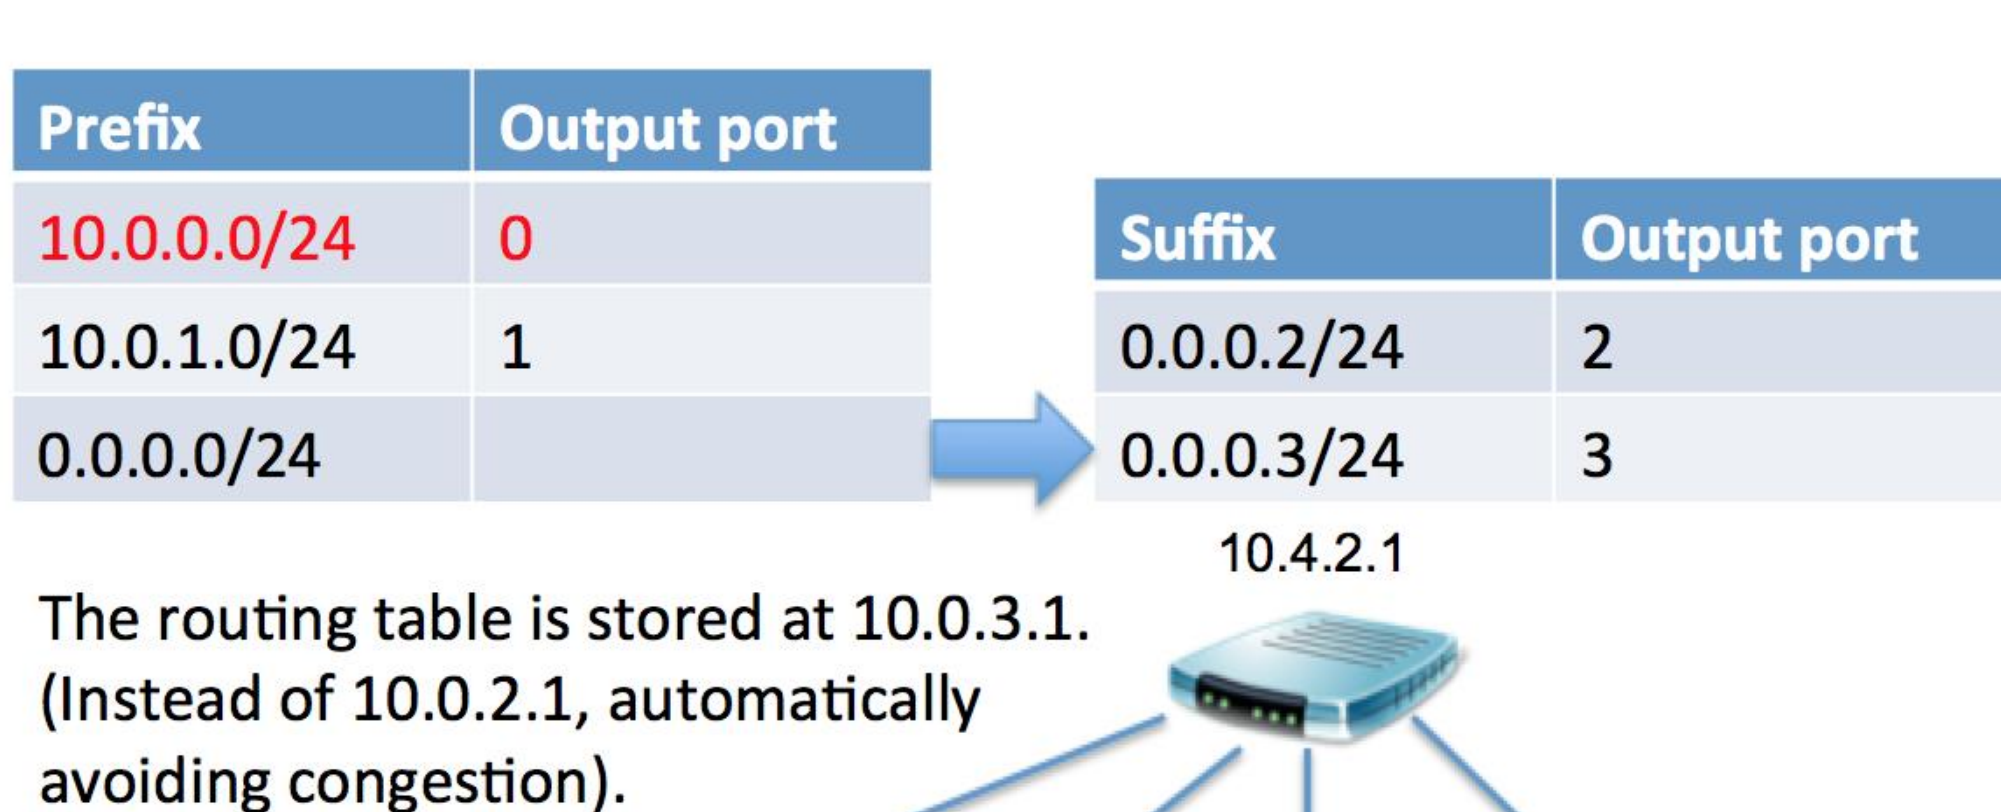 Prefix Output port
10.0.0.0/24 0
10.0.1.0/24 1
0.0.0.0/24
Suffix Output port
0.0.0.2/24 2
0.0.0.3/24 3
10.4.2.1
The routing table is stored at 10.0.3.1.
(Instead of 10.0.2.1, automatically
avoiding congestion).